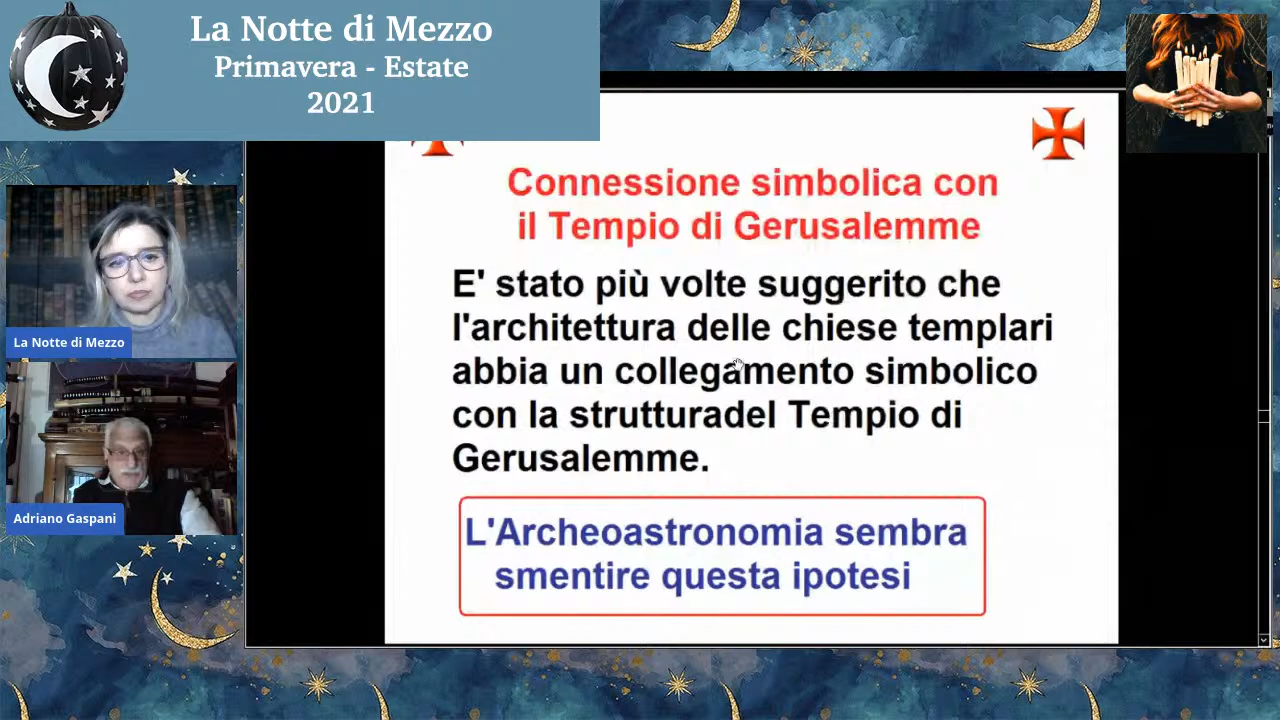 La Notte di Mezzo
Primavera - Estate
2021
Connessione simbolica con
il Tempio di Gerusalemme
E' stato più volte suggerito che
l'architettura delle chiese templari
abbia un collegamento simbolico
con la strutturadel Tempio di
Gerusalemme.
L'Archeoastronomia sembra
smentire questa ipotesi
La Notte di Mezzo
Adriano Gaspani